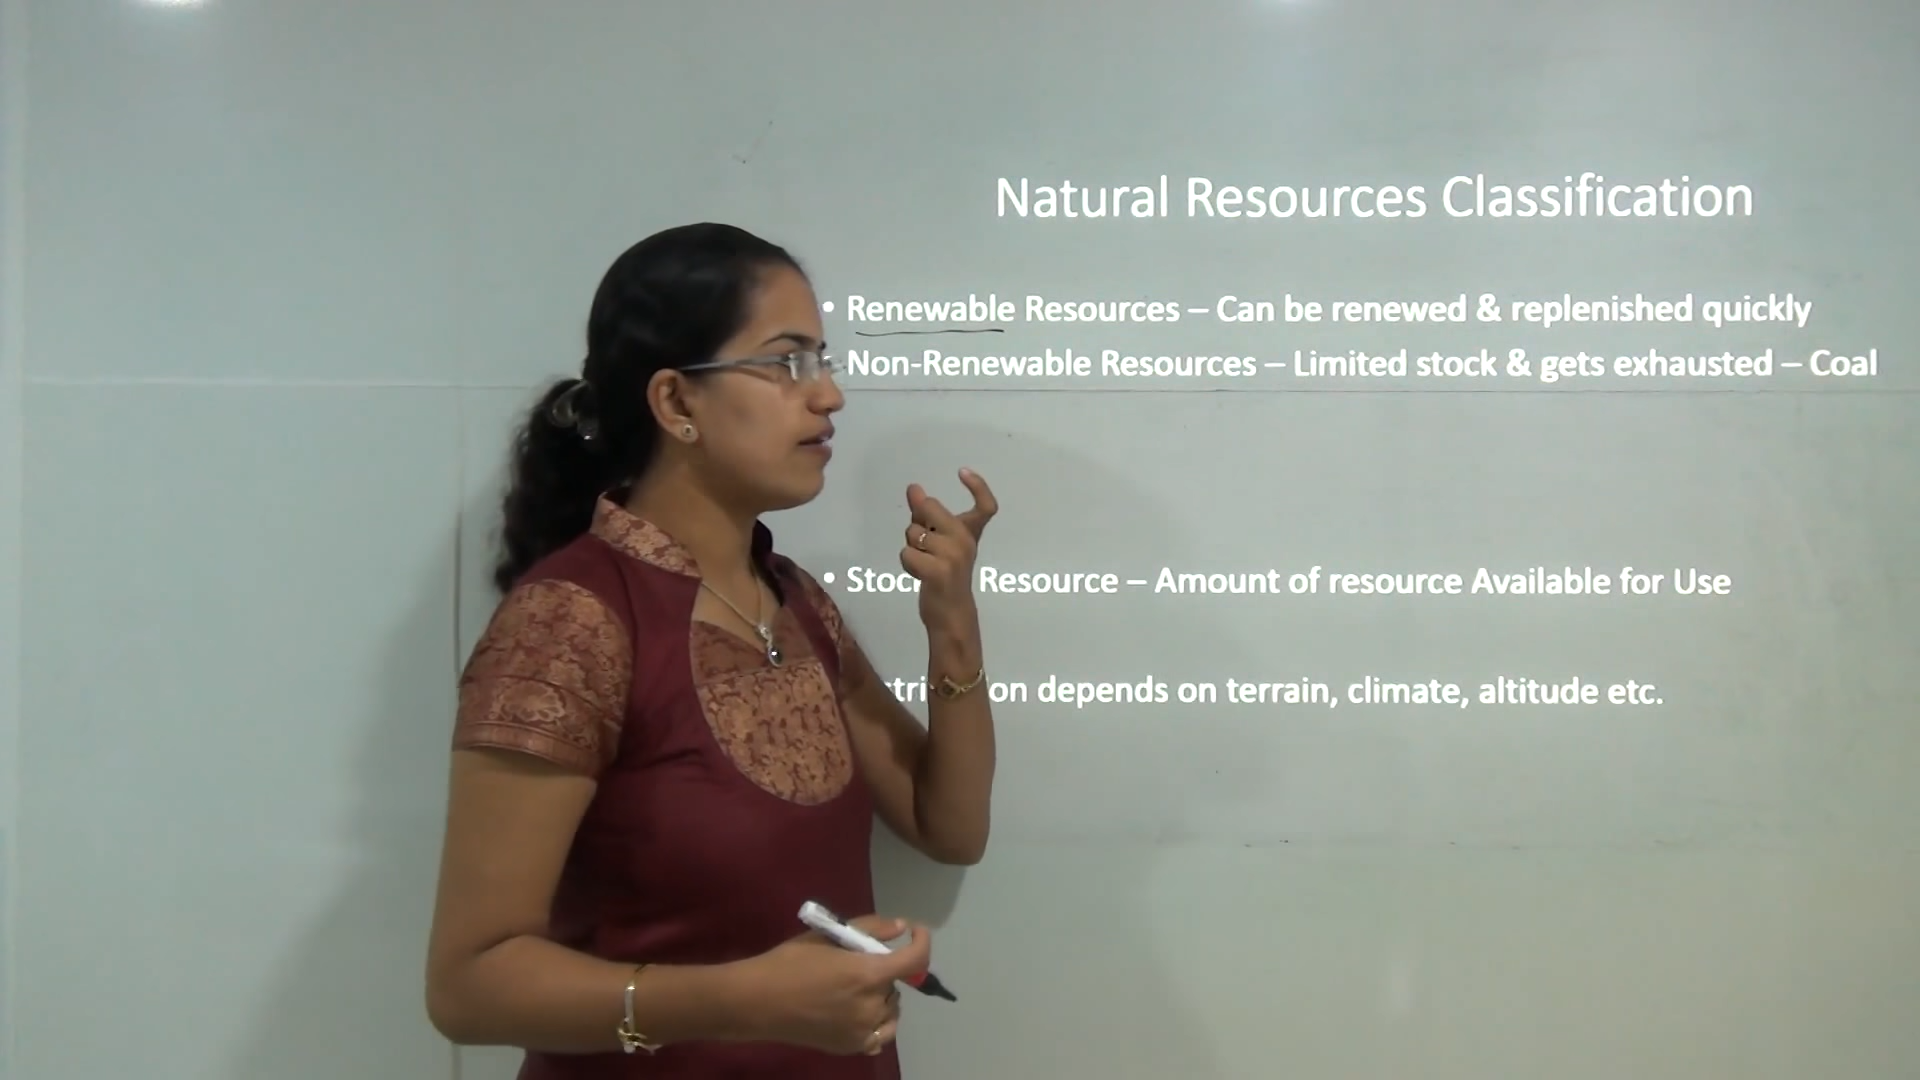 Natural Resources Classification
• Renewable Resources – Can be renewed & replenished quickly
Non-Renewable Resources – Limited stock & gets exhausted – Coal
• Resource – Amount of resource Available for Use
depends on terrain, climate, altitude etc.